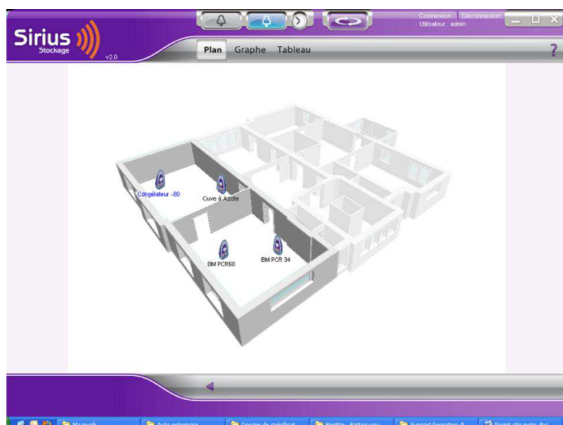 Sirius
Stockage
v2.0
Connexion Déconnexion
Utilisateur admin
Plan Graphe Tableau
?
Congélateur -80
Cuve à Azote
BM PCR60
BM PCR 34